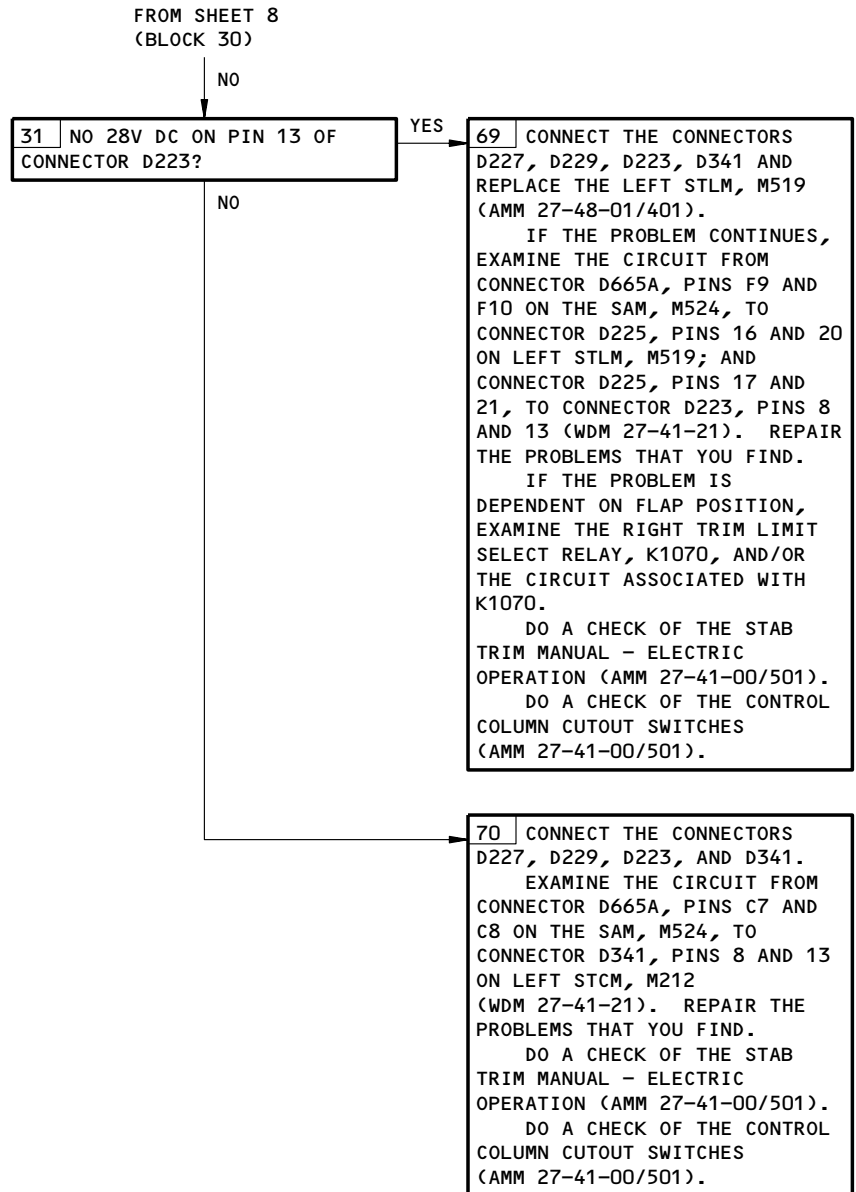 FROM SHEET 8
(BLOCK 30)
NO
31 NO 28V DC ON PIN 13 OF
CONNECTOR D223?
YES
NO
69 CONNECT THE CONNECTORS
D227, D229, D223, D341 AND
REPLACE THE LEFT STLM, M519
(AMM 27-48-01/401).
IF THE PROBLEM CONTINUES,
EXAMINE THE CIRCUIT FROM
CONNECTOR D665A, PINS F9 AND
F10 ON THE SAM, M524, TO
CONNECTOR D225, PINS 16 AND 20
ON LEFT STLM, M519; AND
CONNECTOR D225, PINS 17 AND
21, TO CONNECTOR D223, PINS 8
AND 13 (WDM 27-41-21). REPAIR
THE PROBLEMS THAT YOU FIND.
IF THE PROBLEM IS
DEPENDENT ON FLAP POSITION,
EXAMINE THE RIGHT TRIM LIMIT
SELECT RELAY, K1070, AND/OR
THE CIRCUIT ASSOCIATED WITH
K1070.
DO A CHECK OF THE STAB
TRIM MANUAL - ELECTRIC
OPERATION (AMM 27-41-00/501).
DO A CHECK OF THE CONTROL
COLUMN CUTOUT SWITCHES
(AMM 27-41-00/501).
70 CONNECT THE CONNECTORS
D227, D229, D223, AND D341.
EXAMINE THE CIRCUIT FROM
CONNECTOR D665A, PINS C7 AND
C8 ON THE SAM, M524, TO
CONNECTOR D341, PINS 8 AND 13
ON LEFT STCM, M212
(WDM 27-41-21). REPAIR THE
PROBLEMS THAT YOU FIND.
DO A CHECK OF THE STAB
TRIM MANUAL - ELECTRIC
OPERATION (AMM 27-41-00/501).
DO A CHECK OF THE CONTROL
COLUMN CUTOUT SWITCHES
(AMM 27-41-00/501).